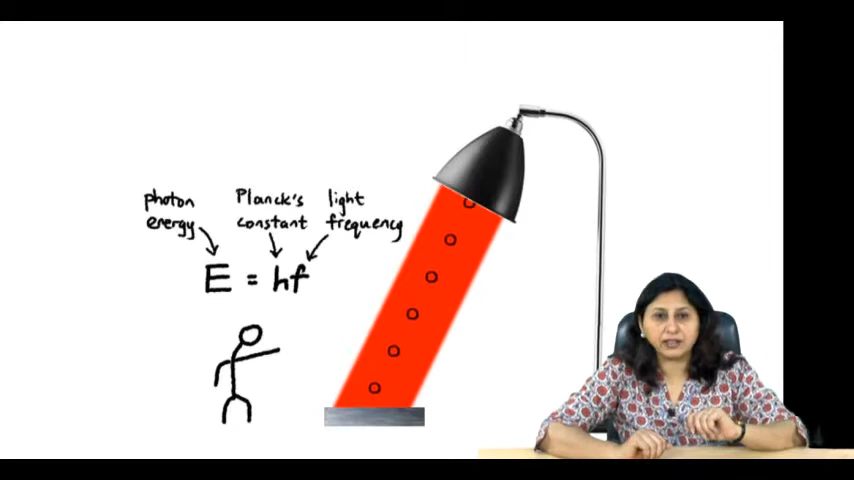 photon
energy
Planck's
constant
light
frequency
E = hf